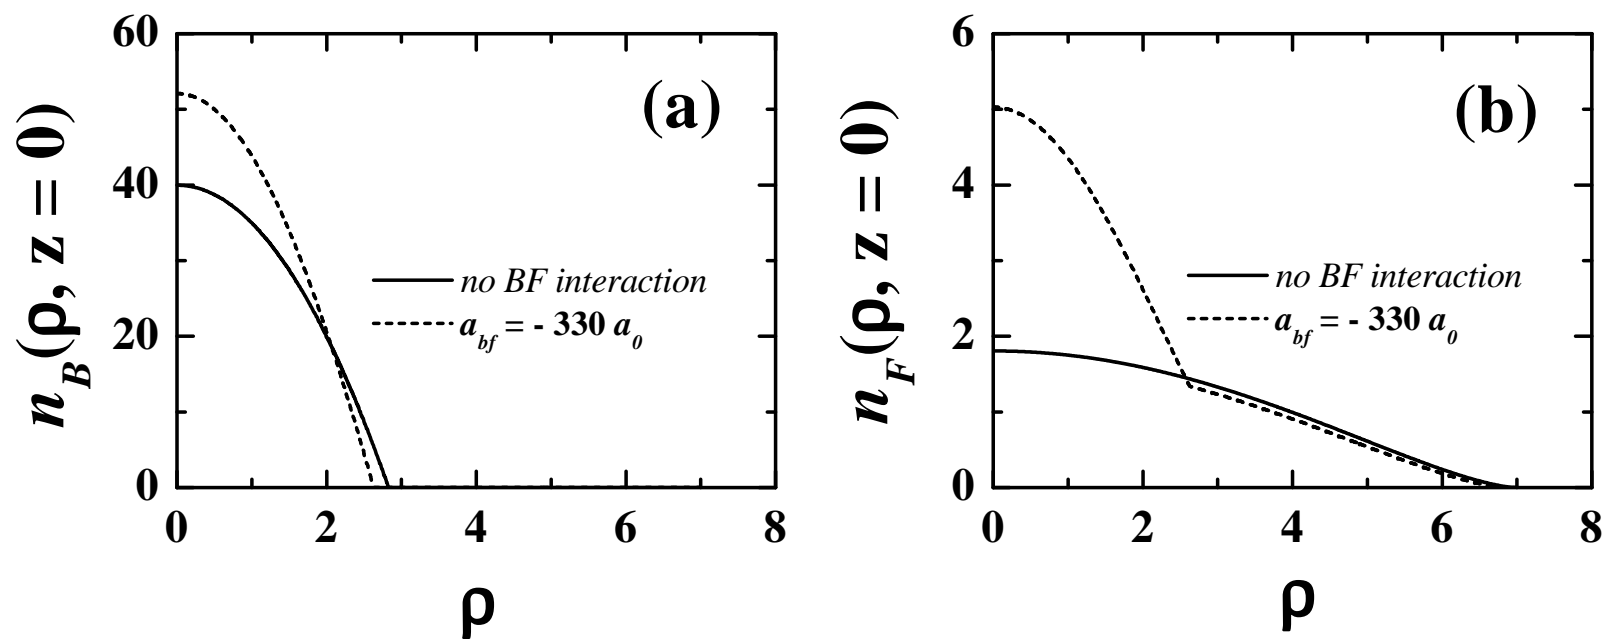 60
40
20
0
0 2 4 6 8
n_B(ρ, z = 0)
ρ
(a)
no BF interaction
a_bf = - 330 a_0
6
4
2
0
0 2 4 6 8
n_F(ρ, z = 0)
ρ
(b)
no BF interaction
a_bf = - 330 a_0